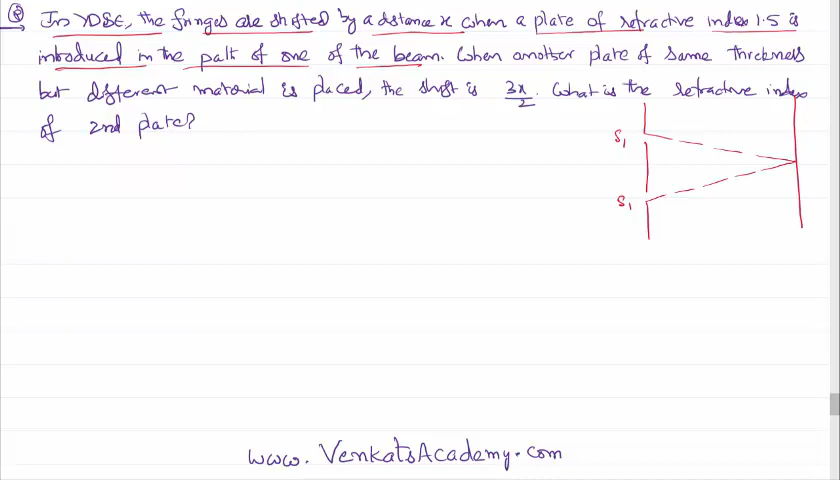 Q In YDSE, the fringes are shifted by a distance x when a plate of refractive index 1.5 is
introduced in the path of one of the beam. When another plate of same thickness
but different material is placed, the shift is 3x/2. What is the refractive index
of 2nd plate?
S1
S1
www.VenkatsAcademy.com